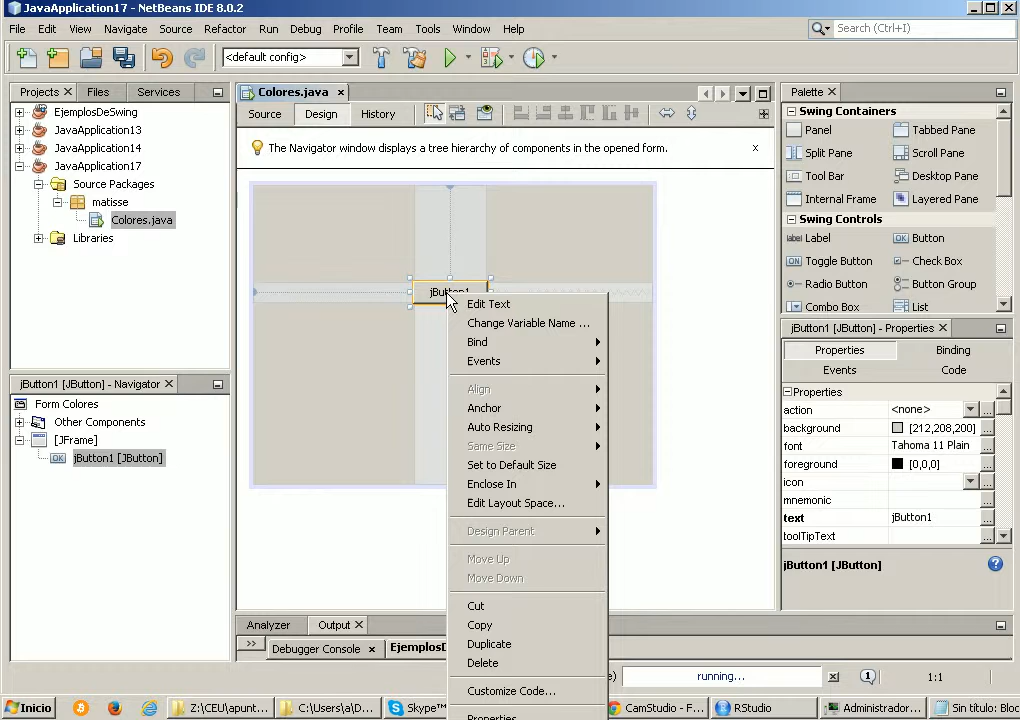 JavaApplication17 - NetBeans IDE 8.0.2
File Edit View Navigate Source Refactor Run Debug Profile Team Tools Window Help
Search (Ctrl+I)
<default config>
Projects Files Services
Colores.java
Palette
EjemplosDeSwing
JavaApplication13
JavaApplication14
JavaApplication17
Source Packages
matisse
Colores.java
Libraries
Source Design History
The Navigator window displays a tree hierarchy of components in the opened form. x
Swing Containers
Panel Tabbed Pane
Split Pane Scroll Pane
Tool Bar Desktop Pane
Internal Frame Layered Pane
Swing Controls
Label Button
Toggle Button Check Box
Radio Button Button Group
Combo Box List
jButton1
Edit Text
Change Variable Name ...
Bind
Events
Align
Anchor
Auto Resizing
Same Size
Set to Default Size
Enclose In
Edit Layout Space...
Design Parent
Move Up
Move Down
Cut
Copy
Duplicate
Delete
Customize Code...
Properties
jButton1 [JButton] - Properties
Properties Binding
Events Code
Properties
action <none>
background [212,208,200]
font Tahoma 11 Plain
foreground [0,0,0]
icon
mnemonic
text jButton1
toolTipText
jButton1 [JButton]
jButton1 [JButton] - Navigator
Form Colores
Other Components
[JFrame]
jButton1 [JButton]
Analyzer Output
>> Debugger Console EjemplosD
running... 1 1:1
Inicio Z:\CEU\apunt... C:\Users\a\D... Skype™ CamStudio - F... RStudio Administrador... Sin título: Bloc